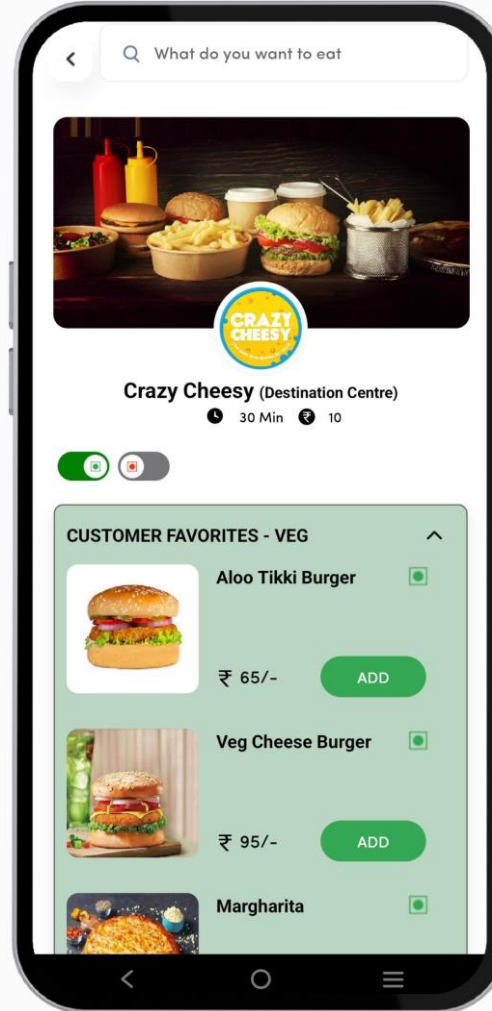 What do you want to eat
CRAZY
CHEESY
Crazy Cheesy (Destination Centre)
30 Min ₹ 10
CUSTOMER FAVORITES - VEG
Aloo Tikki Burger
₹ 65/- ADD
Veg Cheese Burger
₹ 95/- ADD
Margharita